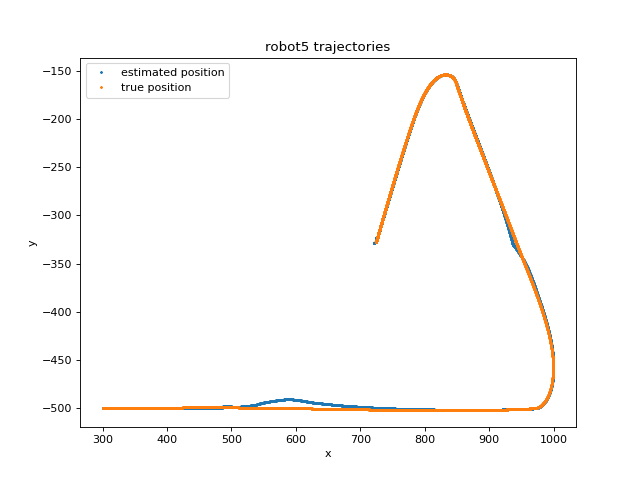 robot5 trajectories
estimated position
true position
−150
−200
−250
−300
−350
−400
−450
−500
y
300 400 500 600 700 800 900 1000
x